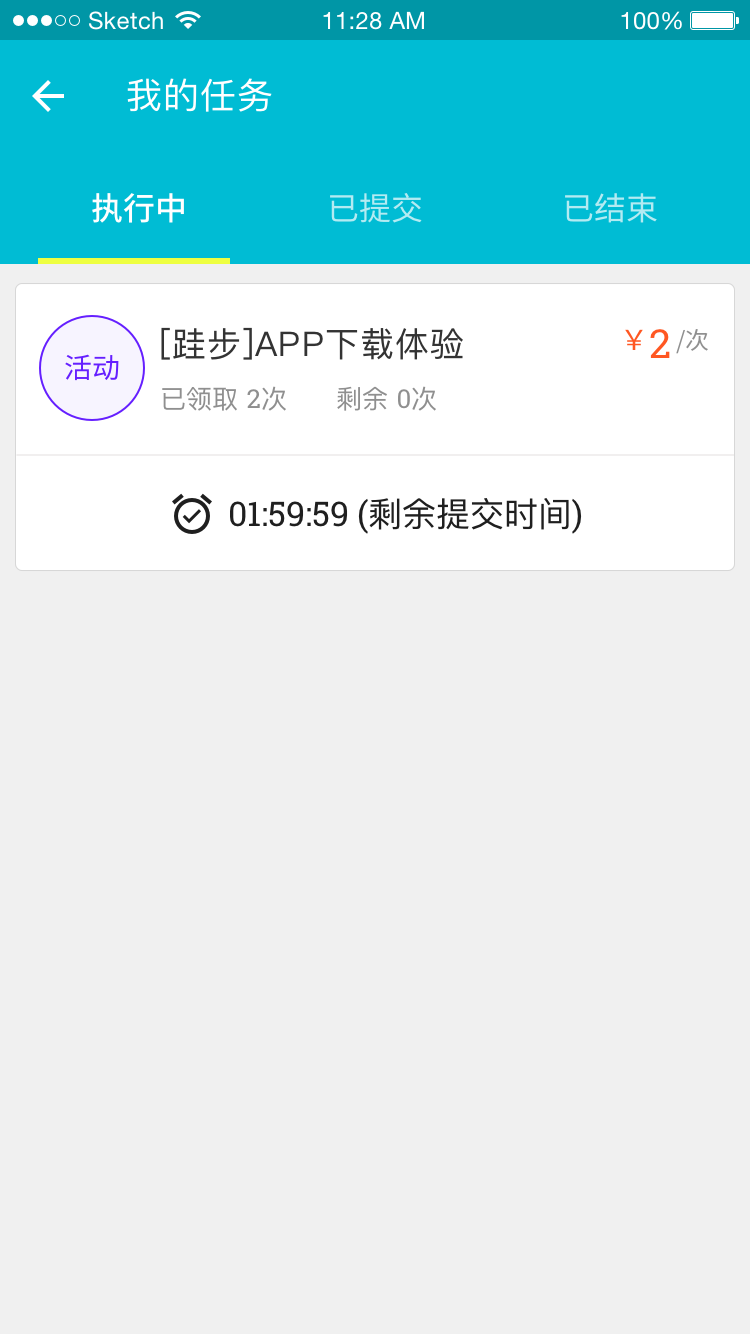 Sketch 11:28 AM 100%
我的任务
执行中 已提交 已结束
[跬步]APP下载体验 ¥2/次
活动
已领取 2次 剩余 0次
01:59:59 (剩余提交时间)